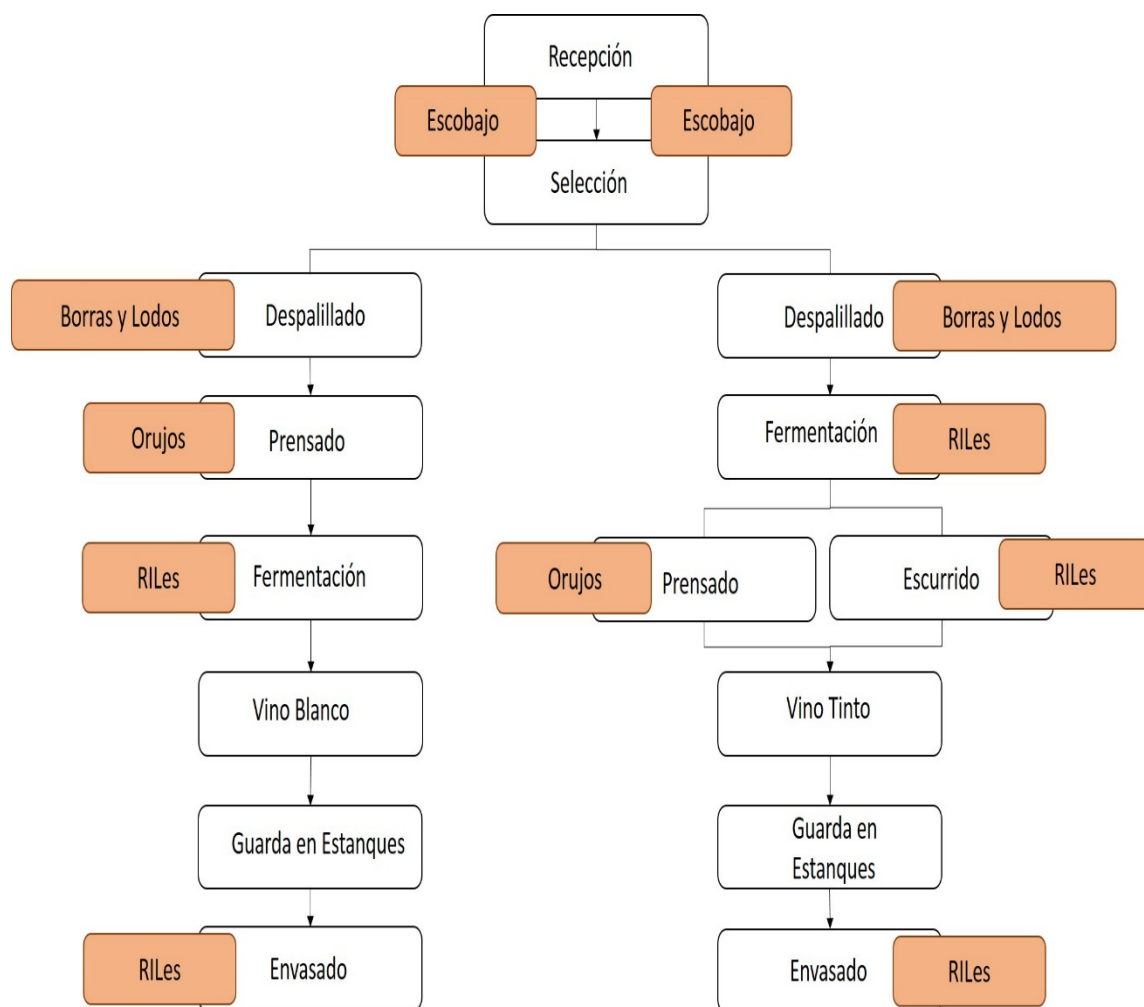 Recepción
Escobajo
Escobajo
Selección
Borras y Lodos
Despalillado
Despalillado
Borras y Lodos
Orujos
Prensado
Fermentación
RILes
RILes
Fermentación
Orujos
Prensado
Escurrido
RILes
Vino Blanco
Vino Tinto
Guarda en Estanques
Guarda en
Estanques
RILes
Envasado
Envasado
RILes